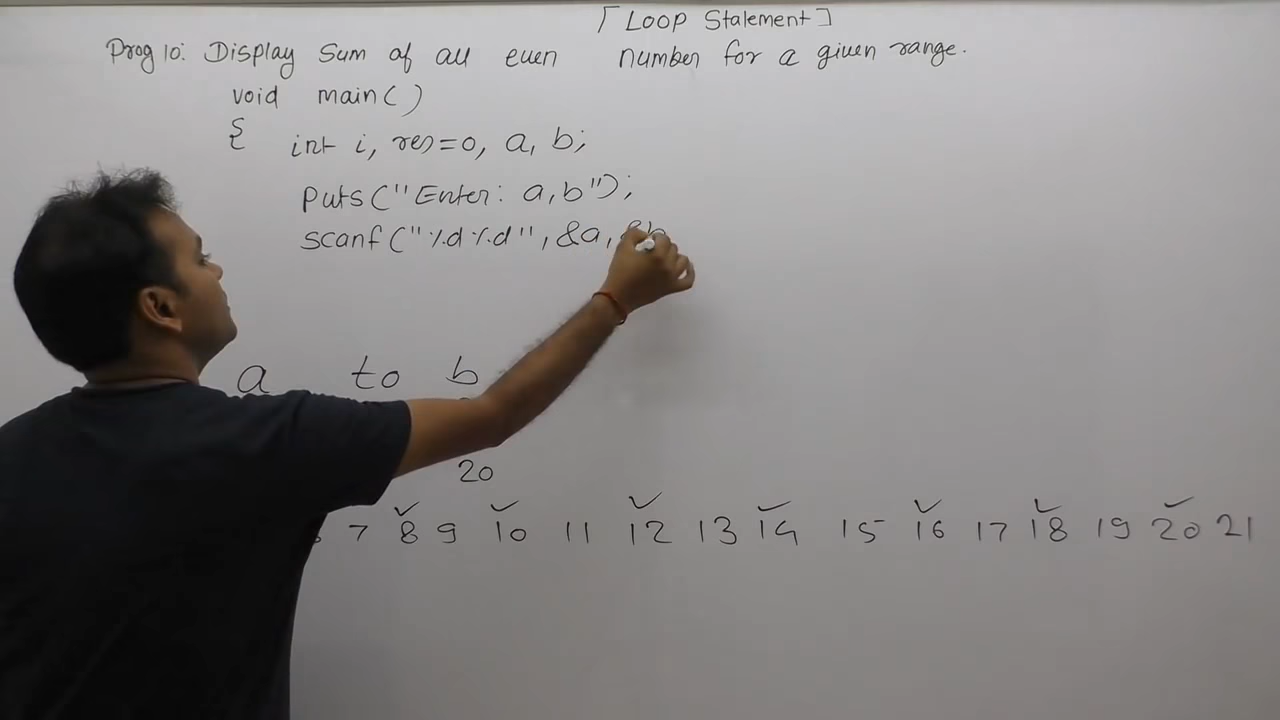 [Loop Statement]
Prog 10: Display Sum of all even number for a given range.
void main( )
{ int i, res=0, a, b;
puts("Enter: a,b");
scanf("%d%d", &a, &b
a to b
20
7 8 9 10 11 12 13 14 15 16 17 18 19 20 21